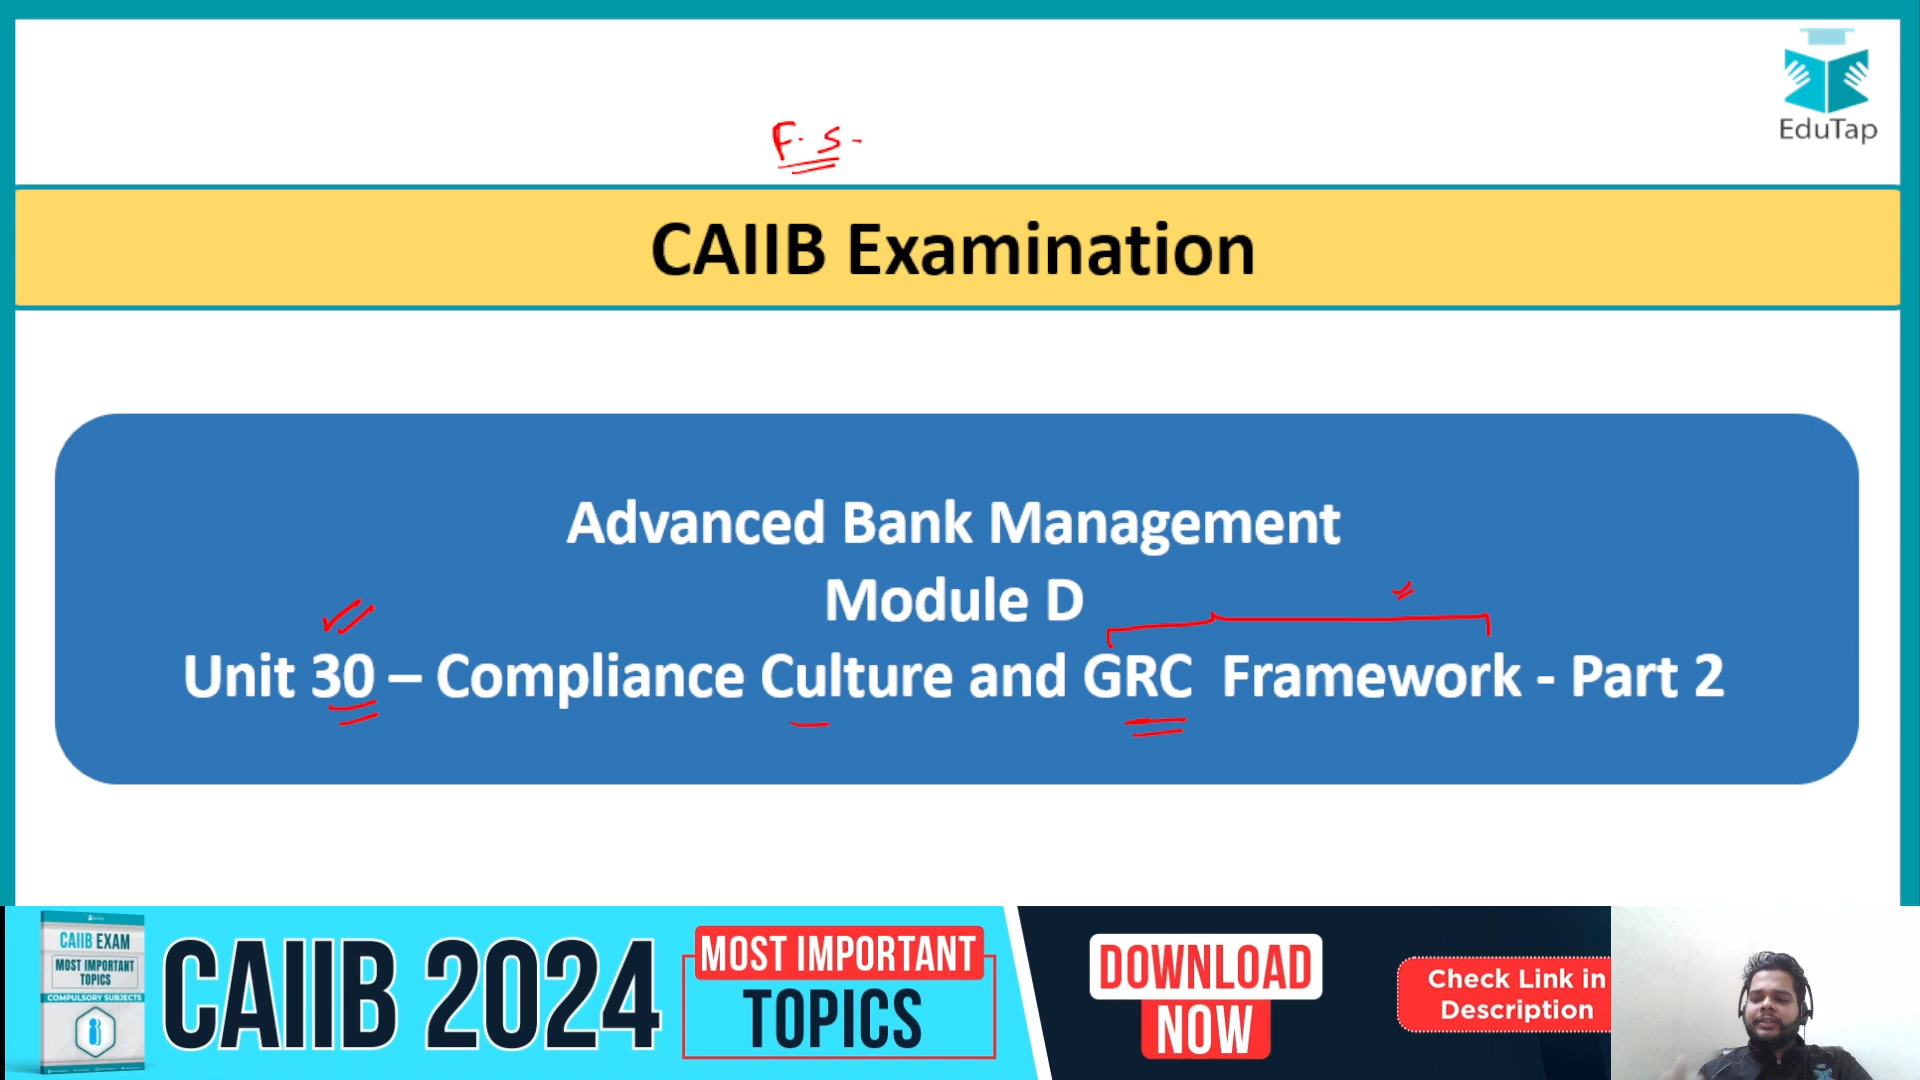 EduTap
F. S.
CAIIB Examination
Advanced Bank Management
Module D
Unit 30 – Compliance Culture and GRC Framework - Part 2
CAIIB EXAM
MOST IMPORTANT
TOPICS
COMPULSORY SUBJECTS
CAIIB 2024
MOST IMPORTANT
TOPICS
DOWNLOAD
NOW
Check Link in
Description